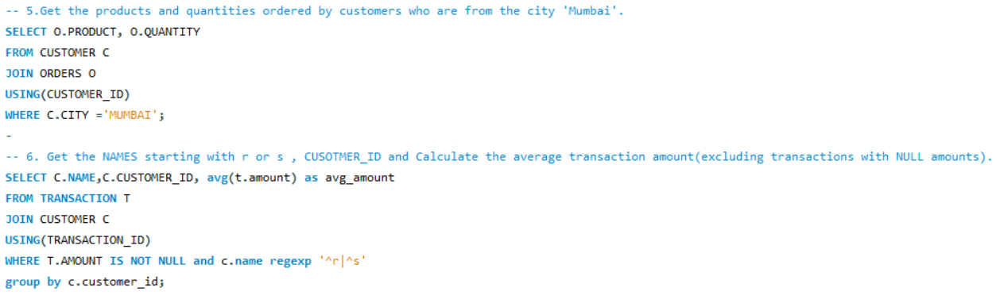 -- 5.Get the products and quantities ordered by customers who are from the city 'Mumbai'.
SELECT O.PRODUCT, O.QUANTITY
FROM CUSTOMER C
JOIN ORDERS O
USING(CUSTOMER_ID)
WHERE C.CITY ='MUMBAI';
-
-- 6. Get the NAMES starting with r or s , CUSOTMER_ID and Calculate the average transaction amount(excluding transactions with NULL amounts).
SELECT C.NAME,C.CUSTOMER_ID, avg(t.amount) as avg_amount
FROM TRANSACTION T
JOIN CUSTOMER C
USING(TRANSACTION_ID)
WHERE T.AMOUNT IS NOT NULL and c.name regexp '^r|^s'
group by c.customer_id;